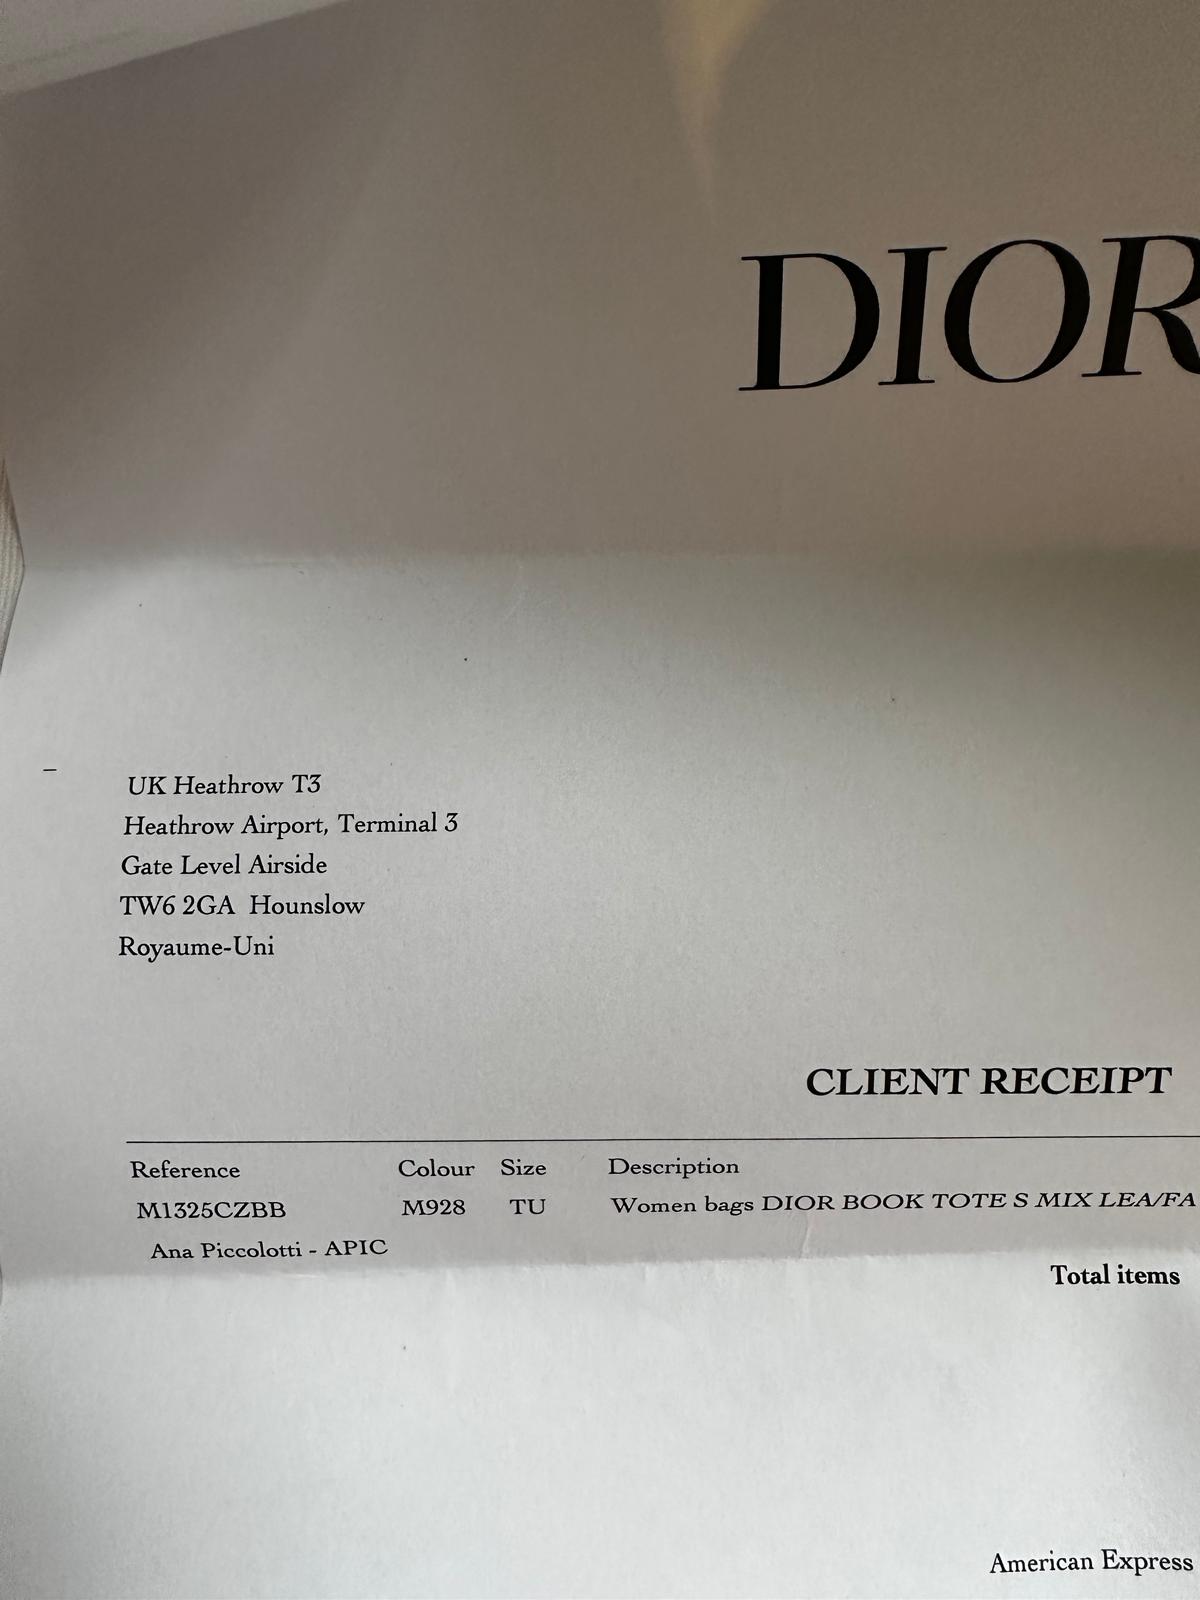 DIOR
UK Heathrow T3
Heathrow Airport, Terminal 3
Gate Level Airside
TW6 2GA Hounslow
Royaume-Uni
CLIENT RECEIPT
Reference Colour Size Description
M1325CZBB M928 TU Women bags DIOR BOOK TOTE S MIX LEA/FA
Ana Piccolotti - APIC
Total items
American Express